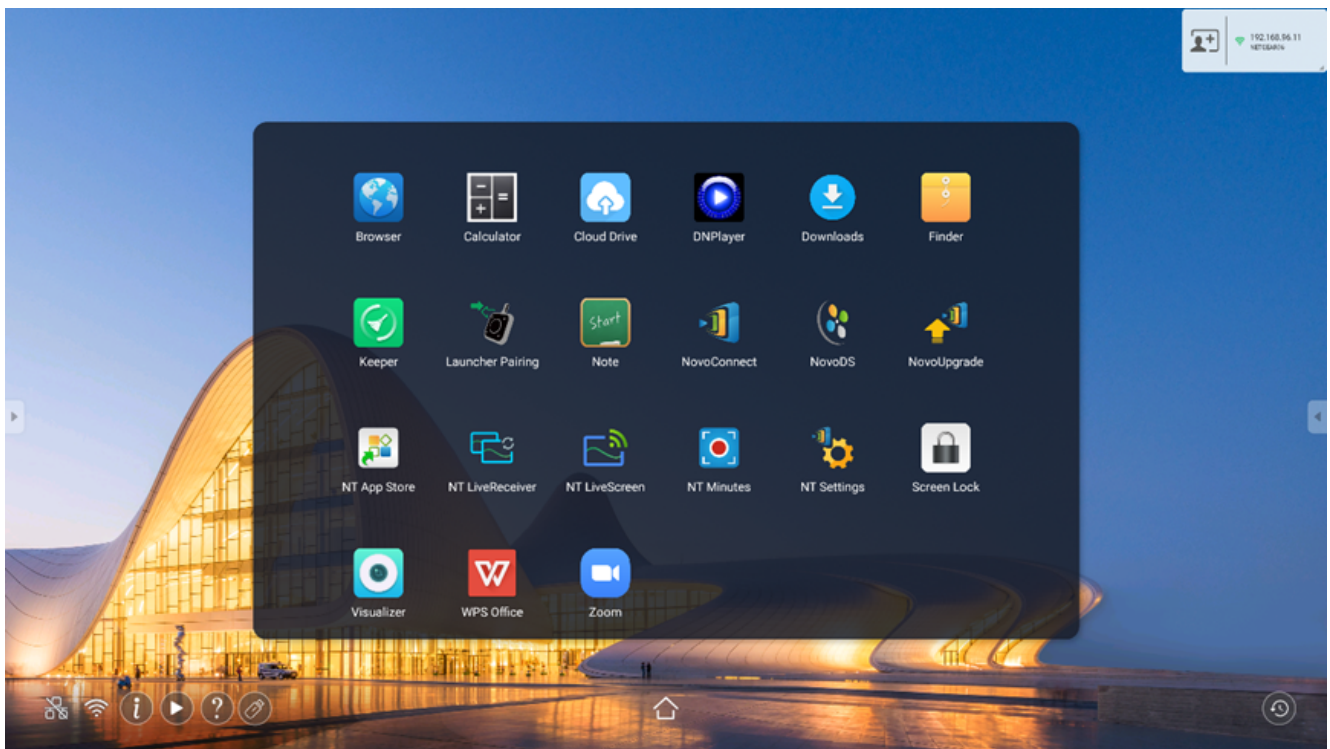 192.168.96.11
Browser
Calculator
Cloud Drive
DNPlayer
Downloads
Finder
Keeper
Launcher Pairing
Start
Note
NovoConnect
NovoDS
NovoUpgrade
NT App Store
NT LiveReceiver
NT LiveScreen
NT Minutes
NT Settings
Screen Lock
Visualizer
WPS Office
Zoom